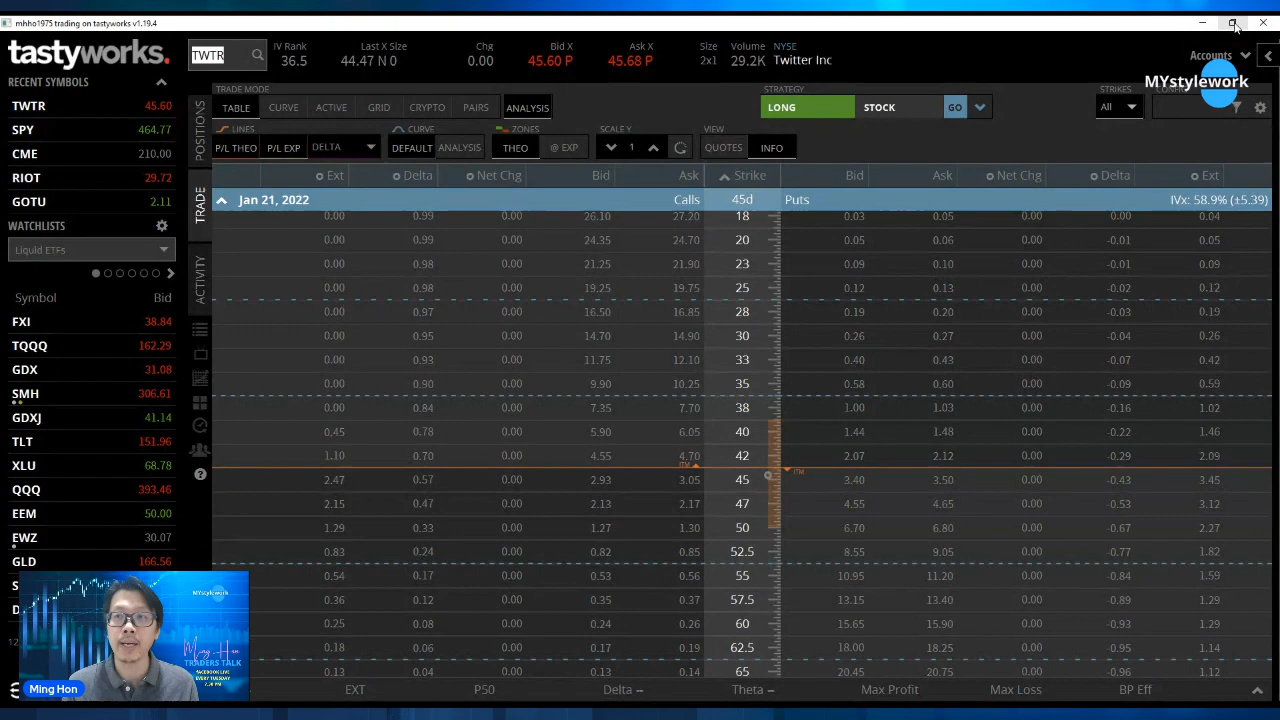 mhho1975 trading on tastyworks v1.19.4
tastyworks.
TWTR
IV Rank Last X Size Chg Bid X Ask X Size Volume NYSE
36.5 44.47 N 0 0.00 45.60 P 45.68 P 2x1 29.2K Twitter Inc
Accounts
MYstylework
RECENT SYMBOLS
TWTR 45.60
SPY 464.77
CME 210.00
RIOT 29.72
GOTU 2.11
WATCHLISTS
Liquid ETFs
Symbol Bid
FXI 38.84
TQQQ 162.29
GDX 31.08
SMH 306.61
GDXJ 41.14
TLT 151.96
XLU 68.78
QQQ 393.46
EEM 50.00
EWZ 30.07
GLD 166.56
POSITIONS
TRADE
ACTIVITY
TRADE MODE STRATEGY STRIKES
TABLE CURVE ACTIVE GRID CRYPTO PAIRS ANALYSIS LONG STOCK GO All
LINES CURVE ZONES SCALE Y VIEW
P/L THEO P/L EXP DELTA DEFAULT ANALYSIS THEO @ EXP 1 QUOTES INFO
Ext Delta Net Chg Bid Ask Strike Bid Ask Net Chg Delta Ext
Jan 21, 2022 Calls 45d Puts IVx: 58.9% (±5.39)
0.00 0.99 0.00 26.10 27.20 18 0.03 0.05 0.00 -0.01 0.04
0.00 0.99 0.00 24.35 24.70 20 0.05 0.06 0.00 -0.01 0.05
0.00 0.98 0.00 21.25 21.90 23 0.09 0.10 0.00 -0.01 0.09
0.00 0.98 0.00 19.25 19.75 25 0.12 0.13 0.00 -0.02 0.12
0.00 0.97 0.00 16.50 16.85 28 0.19 0.20 0.00 -0.03 0.19
0.00 0.95 0.00 14.70 14.90 30 0.26 0.27 0.00 -0.04 0.26
0.00 0.93 0.00 11.75 12.10 33 0.40 0.43 0.00 -0.07 0.42
0.00 0.90 0.00 9.90 10.25 35 0.58 0.60 0.00 -0.09 0.59
0.00 0.84 0.00 7.35 7.70 38 1.00 1.03 0.00 -0.16 1.02
0.45 0.78 0.00 5.90 6.05 40 1.44 1.48 0.00 -0.22 1.46
1.10 0.70 0.00 4.55 4.70 42 2.07 2.12 0.00 -0.29 2.09
ITM ITM
2.47 0.57 0.00 2.93 3.05 45 3.40 3.50 0.00 -0.43 3.45
2.15 0.47 0.00 2.13 2.17 47 4.55 4.65 0.00 -0.53 3.12
1.29 0.33 0.00 1.27 1.30 50 6.70 6.80 0.00 -0.67 2.27
0.83 0.24 0.00 0.82 0.85 52.5 8.55 9.05 0.00 -0.77 1.82
0.54 0.17 0.00 0.53 0.56 55 10.95 11.20 0.00 -0.84 1.59
0.12 0.00 0.35 0.37 57.5 13.15 13.40 0.00 -0.89 1.29
0.25 0.08 0.00 0.24 0.26 60 15.65 15.90 0.00 -0.93 1.29
0.18 0.06 0.00 0.17 0.19 62.5 18.00 18.25 0.00 -0.95 1.14
0.13 0.04 0.00 0.13 0.14 65 20.45 20.75 0.00 -0.96 1.12
EXT P50 Delta -- Theta -- Max Profit Max Loss BP Eff
MYstylework
Ming Hon
TRADERS TALK
FACEBOOK LIVE
EVERY TUESDAY
7.30 PM
Ming Hon